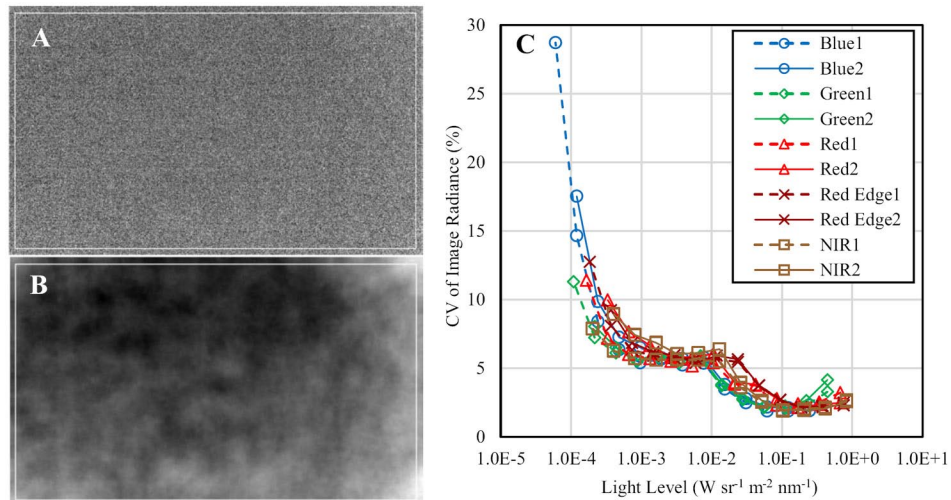 A
B
C
CV of Image Radiance (%)
30
25
20
15
10
5
0
Blue1
Blue2
Green1
Green2
Red1
Red2
Red Edge1
Red Edge2
NIR1
NIR2
1.0E-5 1.0E-4 1.0E-3 1.0E-2 1.0E-1 1.0E+0 1.0E+1
Light Level (W sr⁻¹ m⁻² nm⁻¹)